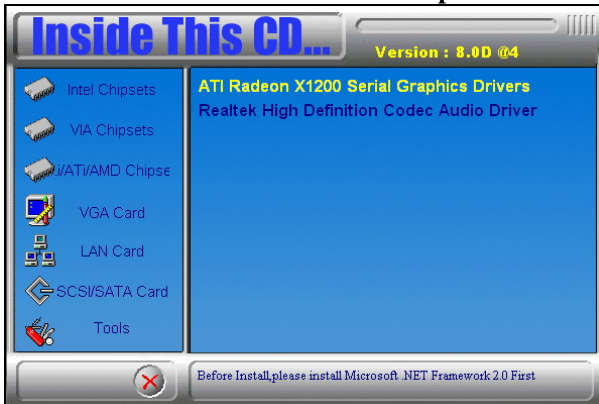 Inside This CD...
Version : 8.0D @4
Intel Chipsets
VIA Chipsets
.i/ATi/AMD Chipse
VGA Card
LAN Card
SCSI/SATA Card
Tools
ATI Radeon X1200 Serial Graphics Drivers
Realtek High Definition Codec Audio Driver
Before Install,please install Microsoft .NET Framework 2.0 First